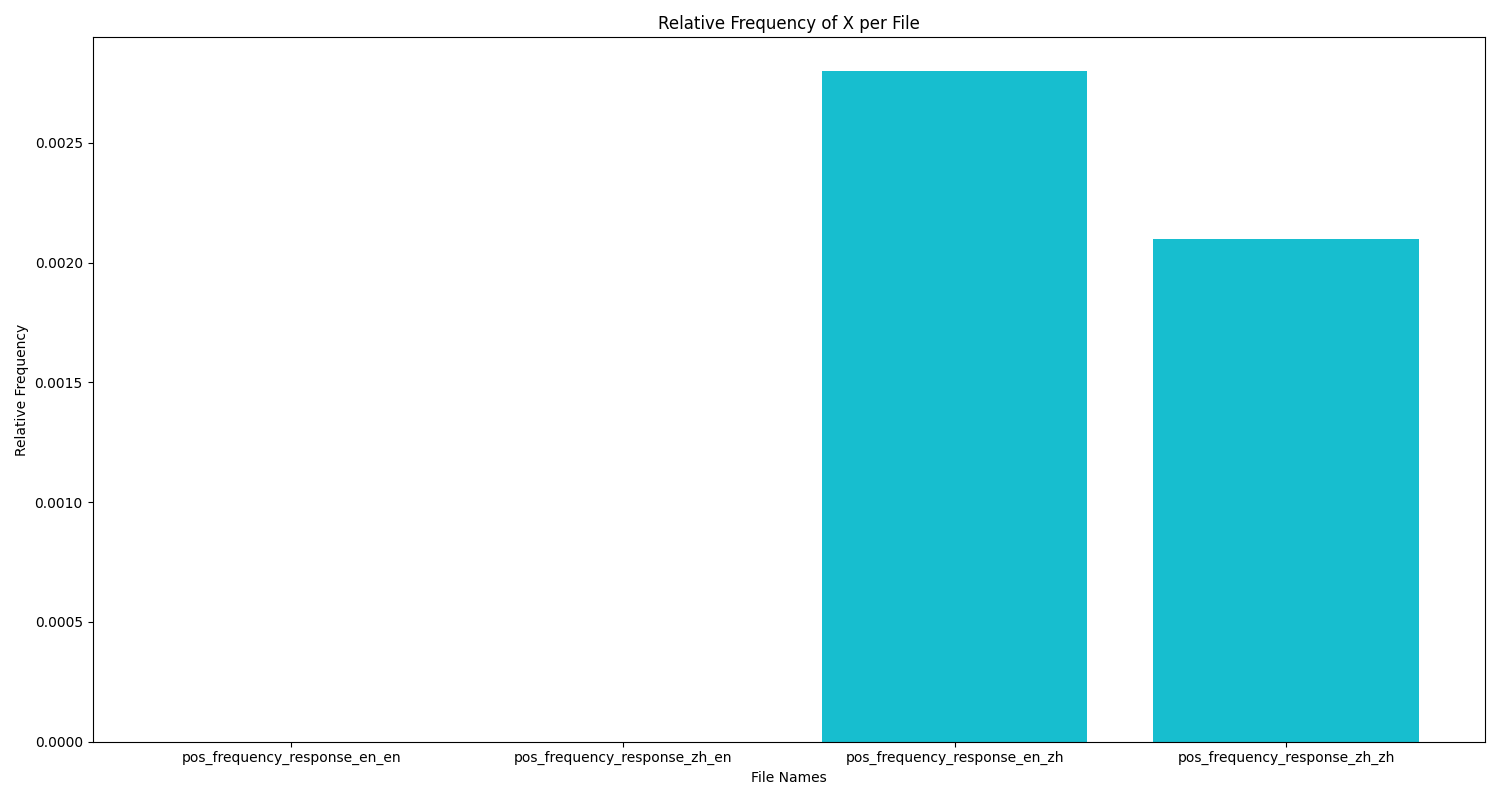 Relative Frequency of X per File
Relative Frequency
0.0025
0.0020
0.0015
0.0010
0.0005
0.0000
pos_frequency_response_en_en
pos_frequency_response_zh_en
pos_frequency_response_en_zh
pos_frequency_response_zh_zh
File Names